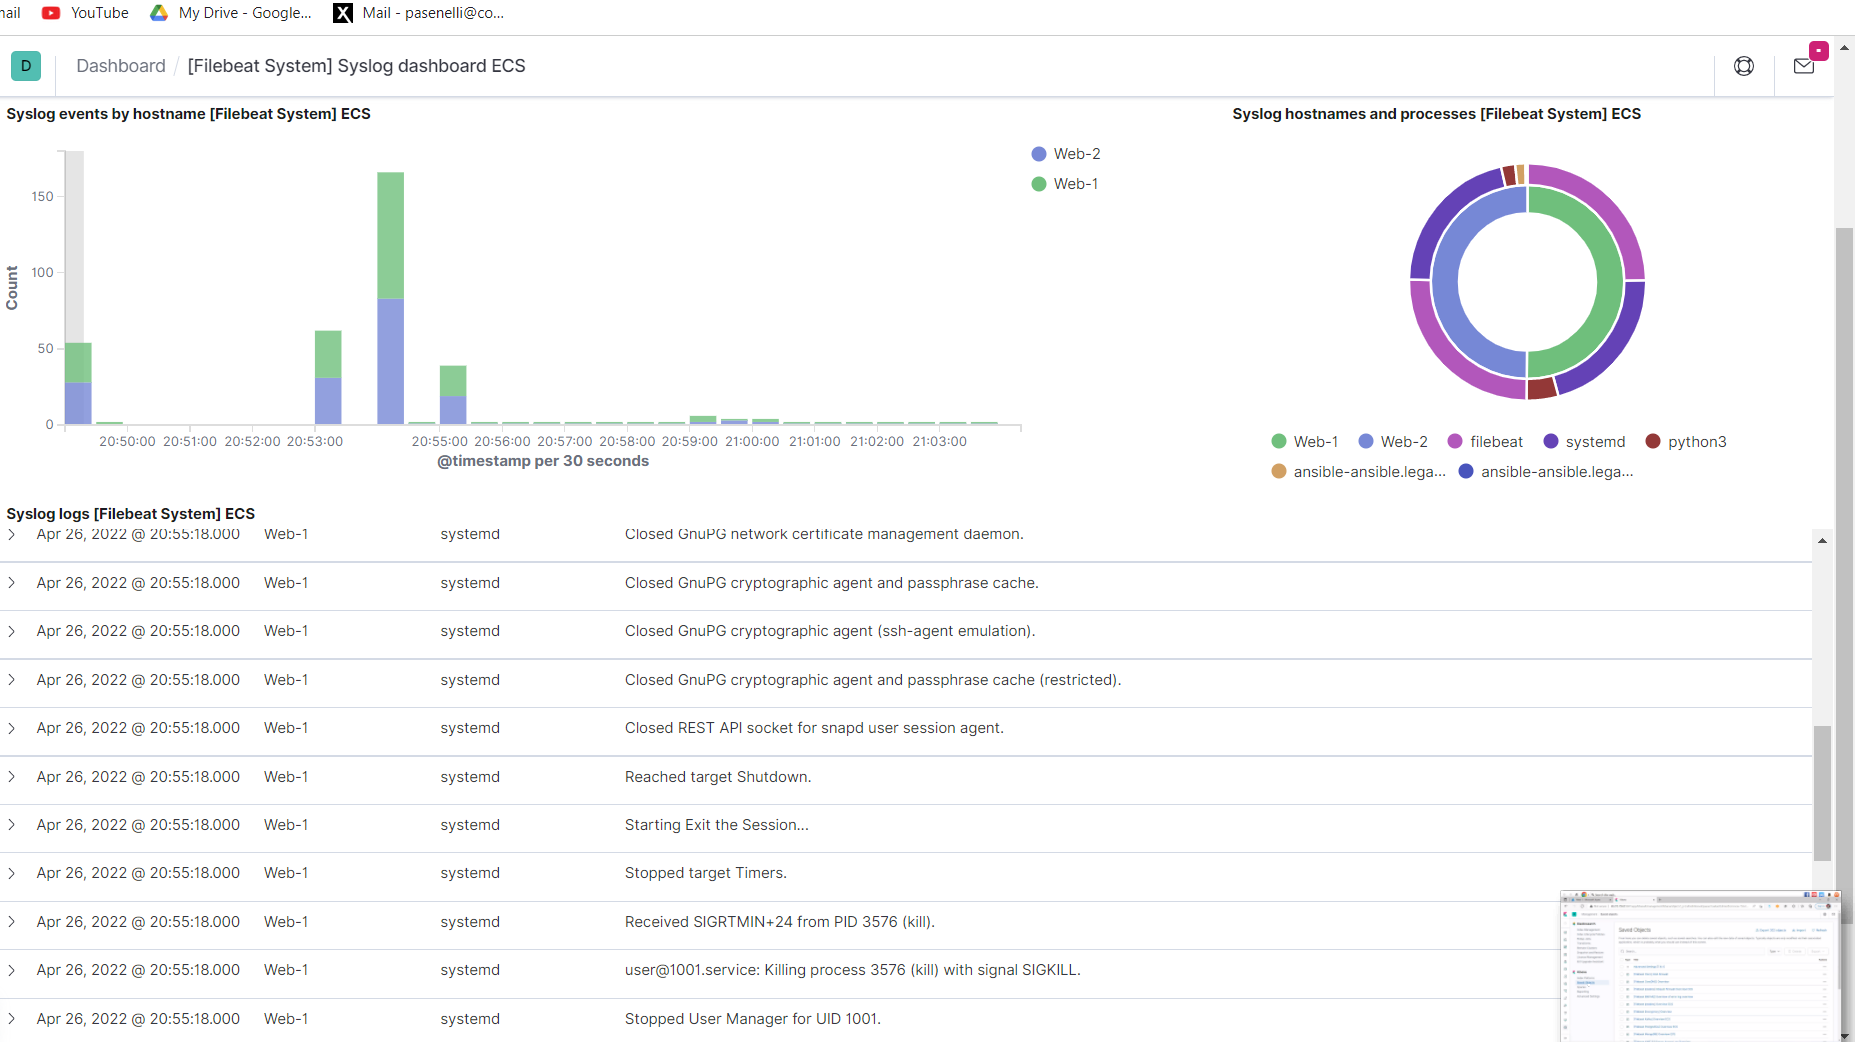 mail YouTube My Drive - Google... X Mail - pasenelli@co...
D Dashboard / [Filebeat System] Syslog dashboard ECS
Syslog events by hostname [Filebeat System] ECS
150
100
50
0
Count
20:50:00 20:51:00 20:52:00 20:53:00 20:55:00 20:56:00 20:57:00 20:58:00 20:59:00 21:00:00 21:01:00 21:02:00 21:03:00
@timestamp per 30 seconds
Web-2
Web-1
Syslog hostnames and processes [Filebeat System] ECS
Web-1 Web-2 filebeat systemd python3
ansible-ansible.lega... ansible-ansible.lega...
Syslog logs [Filebeat System] ECS
Apr 26, 2022 @ 20:55:18.000 Web-1 systemd Closed GnuPG network certificate management daemon.
Apr 26, 2022 @ 20:55:18.000 Web-1 systemd Closed GnuPG cryptographic agent and passphrase cache.
Apr 26, 2022 @ 20:55:18.000 Web-1 systemd Closed GnuPG cryptographic agent (ssh-agent emulation).
Apr 26, 2022 @ 20:55:18.000 Web-1 systemd Closed GnuPG cryptographic agent and passphrase cache (restricted).
Apr 26, 2022 @ 20:55:18.000 Web-1 systemd Closed REST API socket for snapd user session agent.
Apr 26, 2022 @ 20:55:18.000 Web-1 systemd Reached target Shutdown.
Apr 26, 2022 @ 20:55:18.000 Web-1 systemd Starting Exit the Session...
Apr 26, 2022 @ 20:55:18.000 Web-1 systemd Stopped target Timers.
Apr 26, 2022 @ 20:55:18.000 Web-1 systemd Received SIGRTMIN+24 from PID 3576 (kill).
Apr 26, 2022 @ 20:55:18.000 Web-1 systemd user@1001.service: Killing process 3576 (kill) with signal SIGKILL.
Apr 26, 2022 @ 20:55:18.000 Web-1 systemd Stopped User Manager for UID 1001.
Saved Objects